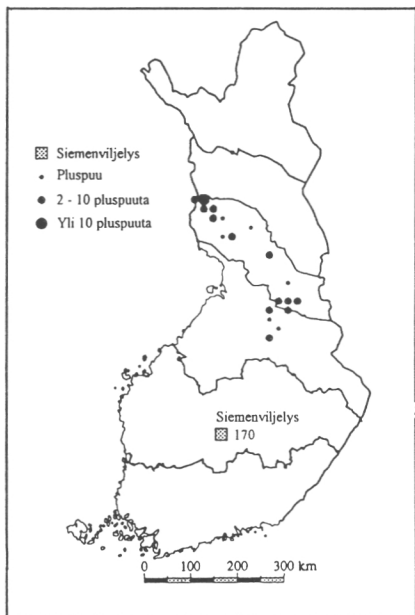 Siemenviljelys
Pluspuu
2 - 10 pluspuuta
Yli 10 pluspuuta
Siemenviljelys
170
0 100 200 300 km